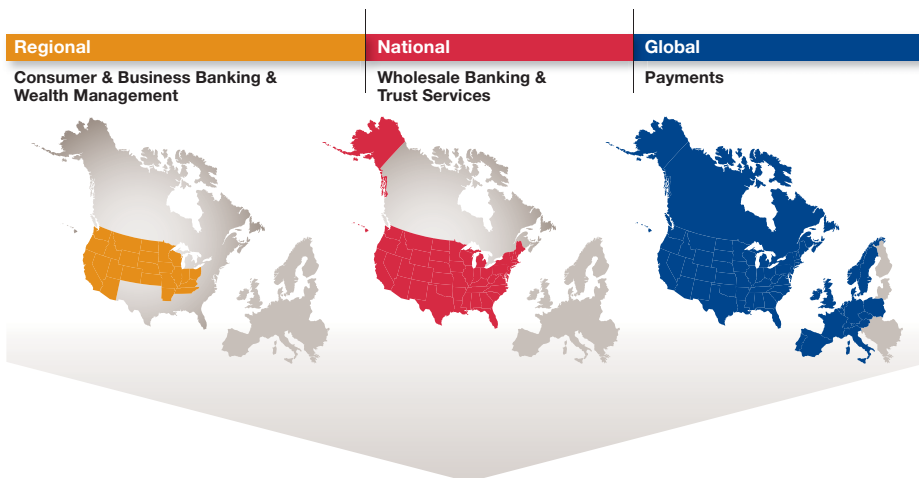 Regional
Consumer & Business Banking &
Wealth Management
National
Wholesale Banking &
Trust Services
Global
Payments